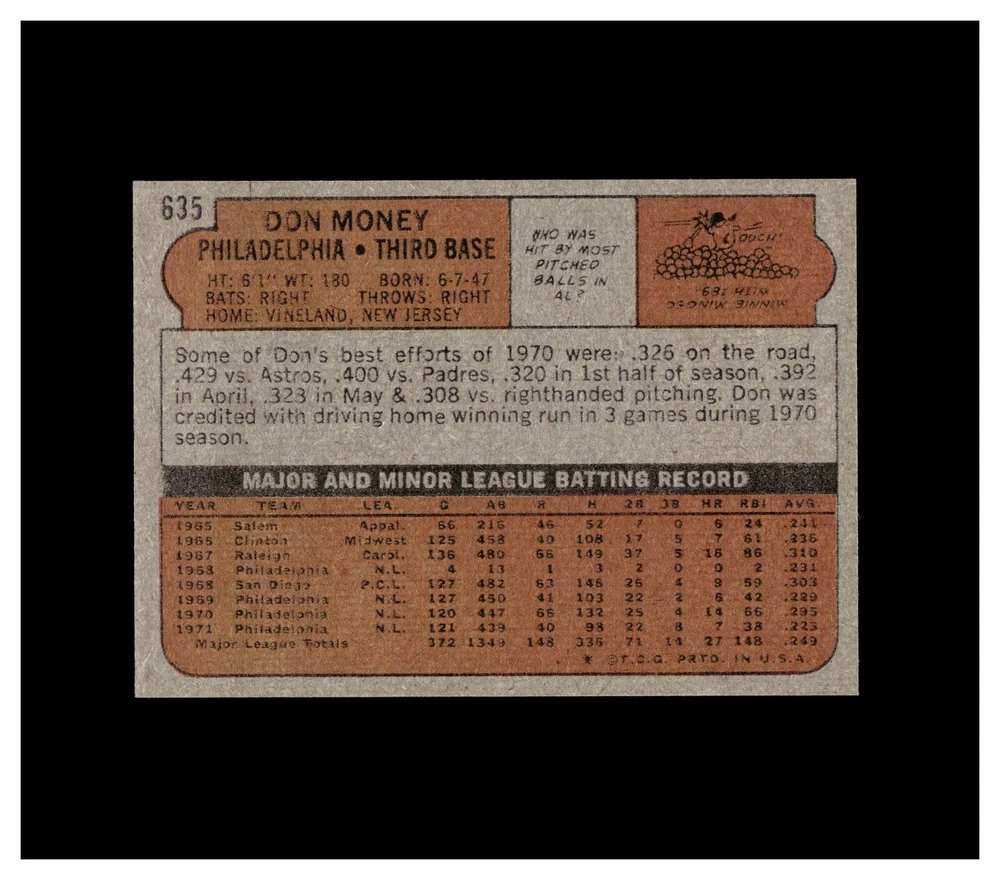 635
DON MONEY
PHILADELPHIA • THIRD BASE
HT: 6'1" WT: 180 BORN: 6-7-47
BATS: RIGHT THROWS: RIGHT
HOME: VINELAND, NEW JERSEY
WHO WAS
HIT BY MOST
PITCHED
BALLS IN
AL?
OUCH!
MINNIE MINOSO
WITH 189.
Some of Don's best efforts of 1970 were: .326 on the road,
.429 vs. Astros, .400 vs. Padres, .320 in 1st half of season, .392
in April, .323 in May & .308 vs. righthanded pitching. Don was
credited with driving home winning run in 3 games during 1970
season.
MAJOR AND MINOR LEAGUE BATTING RECORD
YEAR TEAM LEA. G AB R H 2B 3B HR RBI AVG.
1965 Salem Appal. 66 216 46 52 7 0 6 24 .241
1966 Clinton Midwest 125 458 40 108 17 5 7 61 .236
1967 Raleigh Carol. 136 480 66 149 37 5 16 86 .310
1968 Philadelphia N.L. 4 13 1 3 2 0 0 2 .231
1968 San Diego P.C.L. 127 482 63 146 26 4 9 59 .303
1969 Philadelphia N.L. 127 450 41 103 22 2 6 42 .229
1970 Philadelphia N.L. 120 447 66 132 25 4 14 66 .295
1971 Philadelphia N.L. 121 439 40 98 22 8 7 38 .223
Major League Totals 372 1349 148 336 71 14 27 148 .249
* ©T.C.G. PRTD. IN U.S.A.